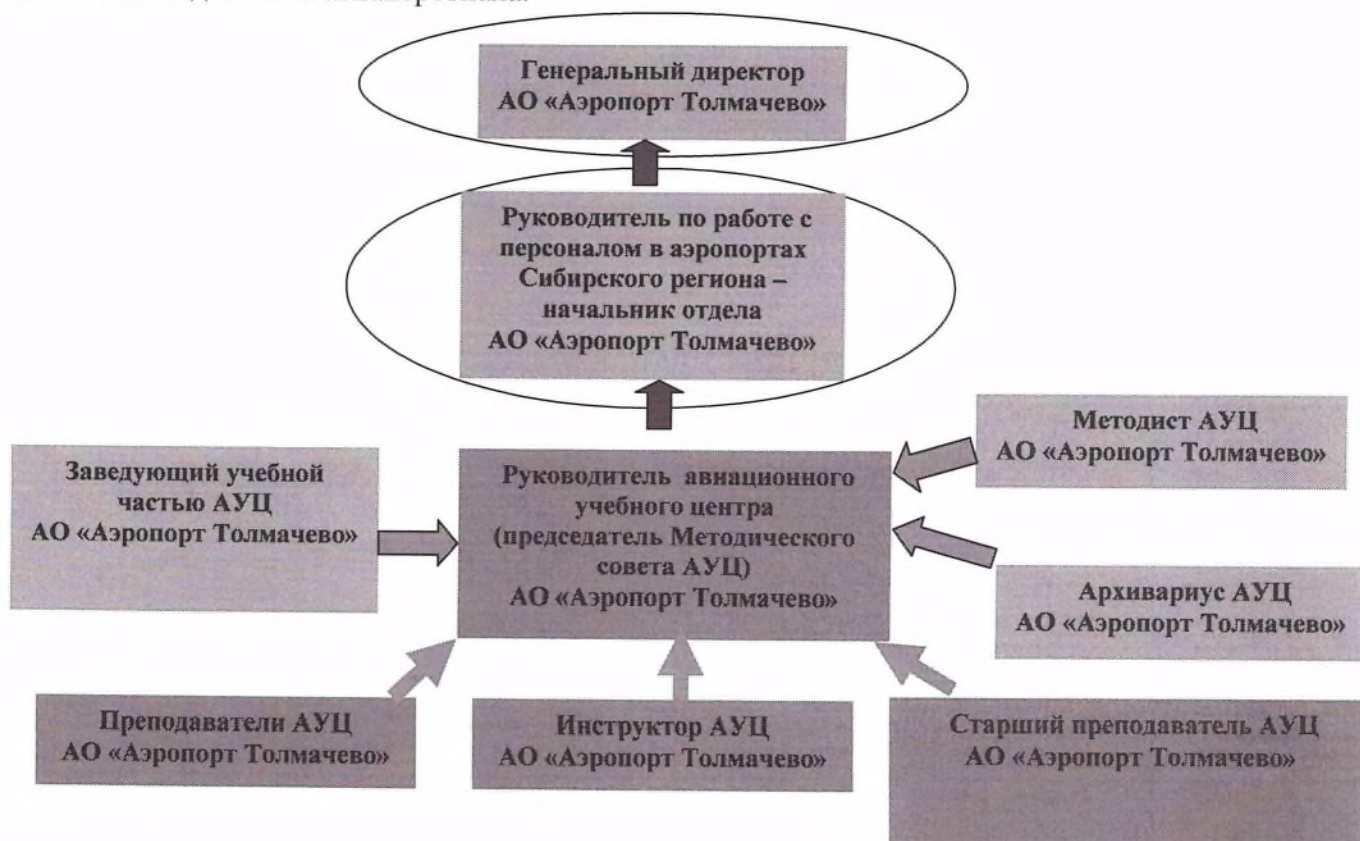 Генеральный директор
АО «Аэропорт Толмачево»
Руководитель по работе с
персоналом в аэропортах
Сибирского региона –
начальник отдела
АО «Аэропорт Толмачево»
Методист АУЦ
АО «Аэропорт Толмачево»
Заведующий учебной
частью АУЦ
АО «Аэропорт Толмачево»
Руководитель авиационного
учебного центра
(председатель Методического
совета АУЦ)
АО «Аэропорт Толмачево»
Архивариус АУЦ
АО «Аэропорт Толмачево»
Преподаватели АУЦ
АО «Аэропорт Толмачево»
Инструктор АУЦ
АО «Аэропорт Толмачево»
Старший преподаватель АУЦ
АО «Аэропорт Толмачево»